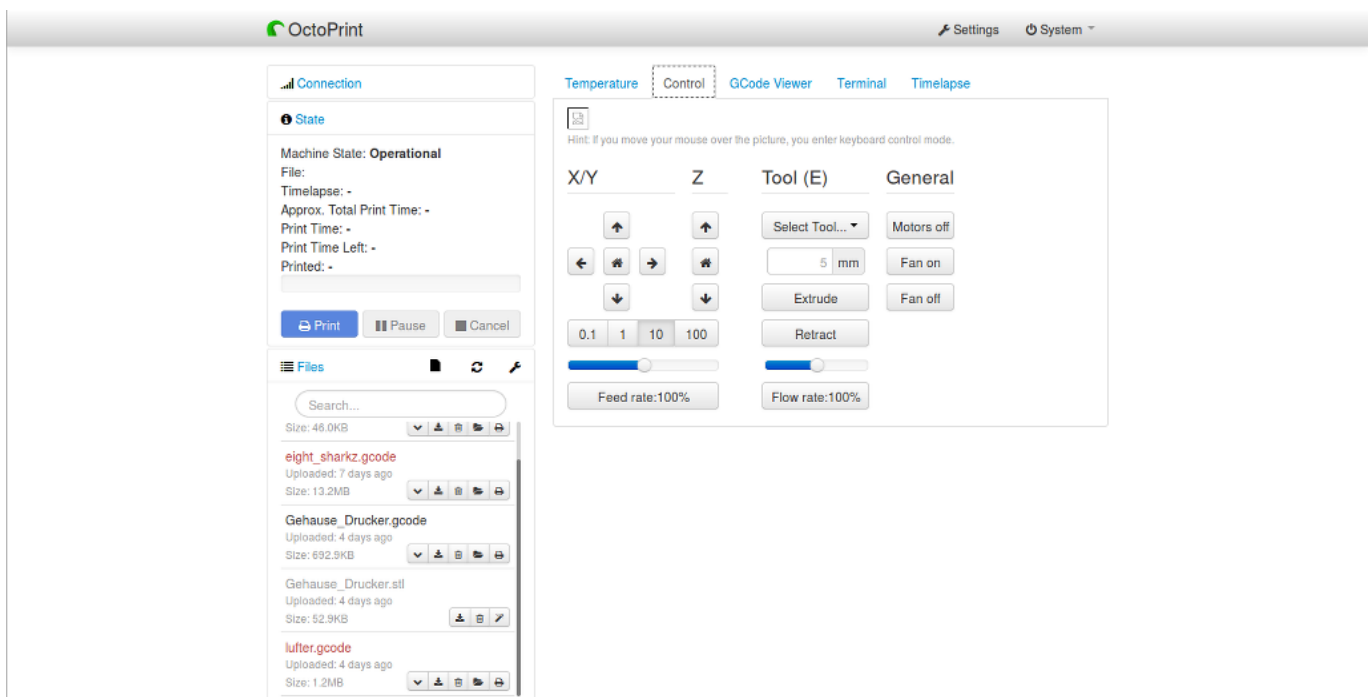 OctoPrint
Settings
System
Connection
State
Machine State: Operational
File:
Timelapse: -
Approx. Total Print Time: -
Print Time: -
Print Time Left: -
Printed: -
Print
Pause
Cancel
Files
Search...
Size: 46.0KB
eight_sharkz.gcode
Uploaded: 7 days ago
Size: 13.2MB
Gehause_Drucker.gcode
Uploaded: 4 days ago
Size: 692.9KB
Gehause_Drucker.stl
Uploaded: 4 days ago
Size: 52.9KB
lufter.gcode
Uploaded: 4 days ago
Size: 1.2MB
Temperature Control GCode Viewer Terminal Timelapse
Hint: If you move your mouse over the picture, you enter keyboard control mode.
X/Y Z Tool (E) General
Select Tool... Motors off
5 mm Fan on
Extrude Fan off
0.1 1 10 100 Retract
Feed rate:100% Flow rate:100%